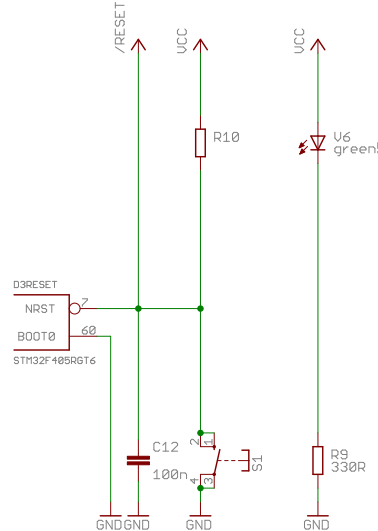 /RESET
VCC
VCC
R10
V6
green
D3RESET
NRST
7
BOOT0
60
STM32F405RGT6
C12
100n
2
1
S1
4
3
R9
330R
GND
GND
GND
GND